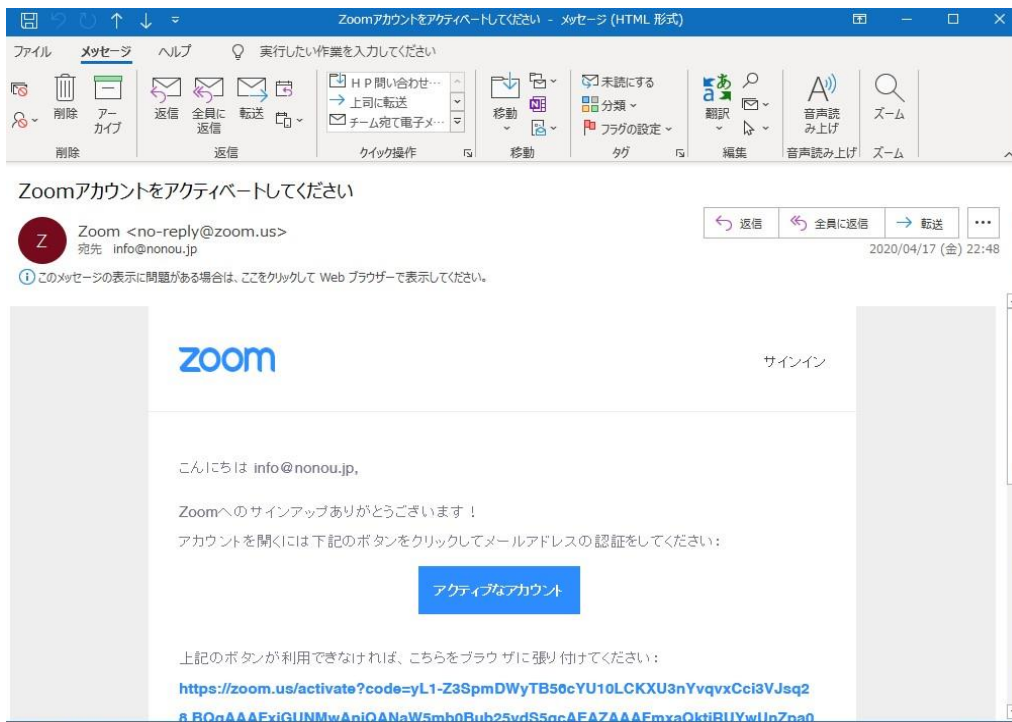 Zoomアカウントをアクティベートしてください - メッセージ (HTML 形式)
ファイル メッセージ ヘルプ 実行したい作業を入力してください
削除 アーカイブ 返信 全員に返信 転送
HP問い合わせ…
上司に転送
チーム宛て電子メ…
移動
未読にする
分類
フラグの設定
翻訳 音声読み上げ ズーム
削除 返信 クイック操作 移動 タグ 編集 音声読み上げ ズーム
Zoomアカウントをアクティベートしてください
Z
Zoom <no-reply@zoom.us>
宛先 info@nonou.jp
返信 全員に返信 転送 …
2020/04/17 (金) 22:48
このメッセージの表示に問題がある場合は、ここをクリックして Web ブラウザーで表示してください。
zoom サインイン
こんにちは info@nonou.jp,
Zoomへのサインアップありがとうございます！
アカウントを開くには下記のボタンをクリックしてメールアドレスの認証をしてください：
アクティブなアカウント
上記のボタンが利用できなければ、こちらをブラウザに張り付けてください：
https://zoom.us/activate?code=yL1-Z3SpmDWyTB56cYU10LCKXU3nYvqvxCci3VJsq2